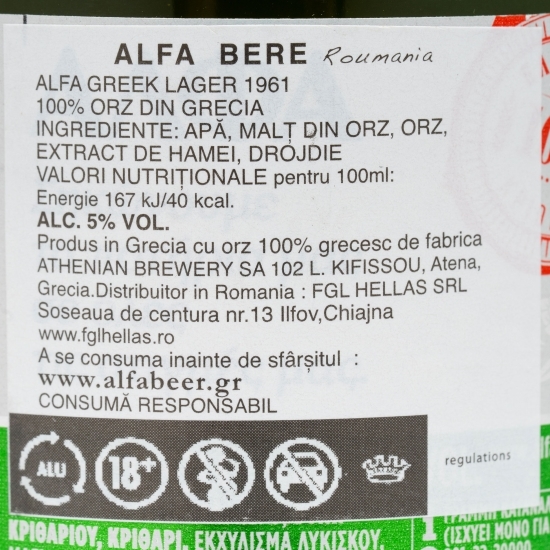 ALFA BERE Roumania
ALFA GREEK LAGER 1961
100% ORZ DIN GRECIA
INGREDIENTE: APĂ, MALȚ DIN ORZ, ORZ,
EXTRACT DE HAMEI, DROJDIE
VALORI NUTRIȚIONALE pentru 100ml:
Energie 167 kJ/40 kcal.
ALC. 5% VOL.
Produs in Grecia cu orz 100% grecesc de fabrica
ATHENIAN BREWERY SA 102 L. KIFISSOU, Atena,
Grecia.Distribuitor in Romania : FGL HELLAS SRL
Soseaua de centura nr.13 Ilfov,Chiajna
www.fglhellas.ro
A se consuma inainte de sfârșitul :
www.alfabeer.gr
CONSUMĂ RESPONSABIL
ALU 18+
regulations
ΚΡΙΘΑΡΙΟΥ, ΚΡΙΘΑΡΙ, ΕΚΧΥΛΙΣΜΑ ΛΥΚΙΣΚΟΥ,
(ΙΣΧΥΕΙ ΜΟΝΟ ΓΙΑ